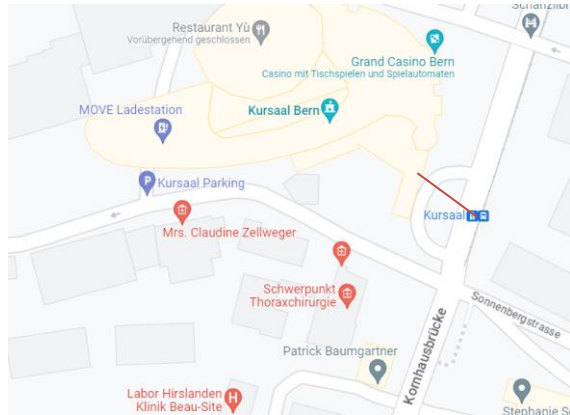 Restaurant Yù
Vorübergehend geschlossen
Grand Casino Bern
Casino mit Tischspielen und Spielautomaten
MOVE Ladestation
Kursaal Bern
P
Kursaal Parking
Kursaal
Mrs. Claudine Zellweger
Schwerpunkt
Thoraxchirurgie
Sonnenbergstrasse
Kornhausbrücke
Patrick Baumgartner
Labor Hirslanden
Klinik Beau-Site
H
Stephanie